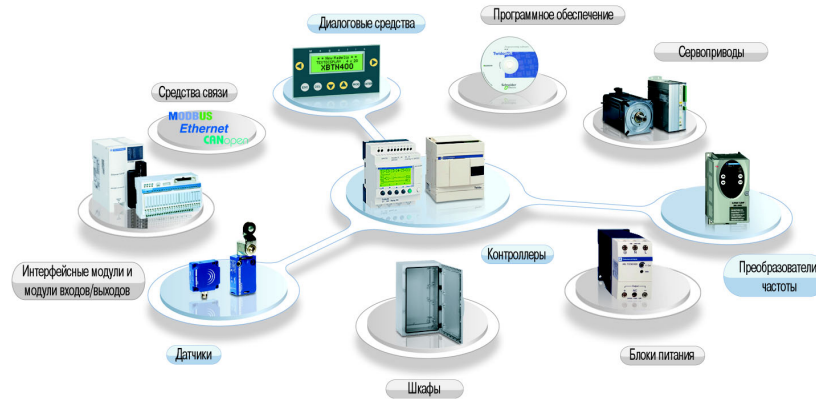 Диалоговые средства
Программное обеспечение
Сервоприводы
Средства связи
MODBUS
Ethernet
CANopen
XBTN400
Контроллеры
Интерфейсные модули и
модули входов/выходов
Преобразователи
частоты
Датчики
Блоки питания
Шкафы